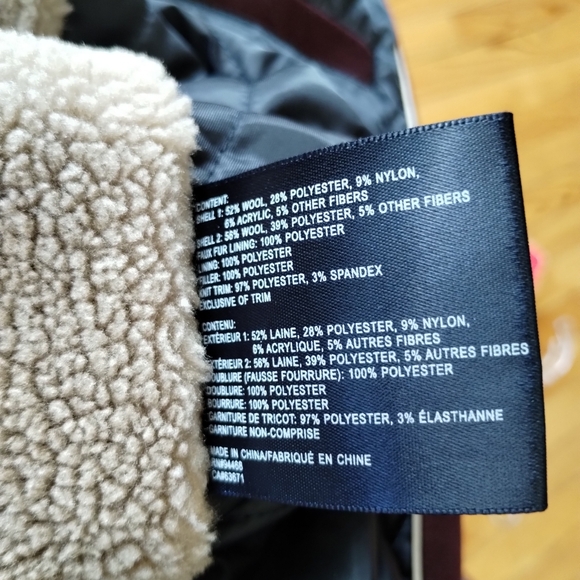 CONTENT:
SHELL 1: 52% WOOL, 28% POLYESTER, 9% NYLON,
6% ACRYLIC, 5% OTHER FIBERS
SHELL 2: 56% WOOL, 39% POLYESTER, 5% OTHER FIBERS
FAUX FUR LINING: 100% POLYESTER
LINING: 100% POLYESTER
FILLER: 100% POLYESTER
KNIT TRIM: 97% POLYESTER, 3% SPANDEX
EXCLUSIVE OF TRIM
CONTENU:
EXTÉRIEUR 1: 52% LAINE, 28% POLYESTER, 9% NYLON,
6% ACRYLIQUE, 5% AUTRES FIBRES
EXTÉRIEUR 2: 56% LAINE, 39% POLYESTER, 5% AUTRES FIBRES
DOUBLURE (FAUSSE FOURRURE): 100% POLYESTER
DOUBLURE: 100% POLYESTER
BOURRURE: 100% POLYESTER
GARNITURE DE TRICOT: 97% POLYESTER, 3% ÉLASTHANNE
GARNITURE NON-COMPRISE
MADE IN CHINA/FABRIQUÉ EN CHINE
RN#94468
CA#63671